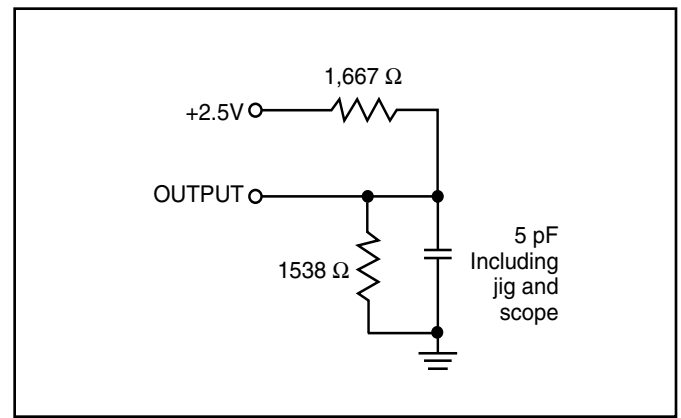 1,667 Ω
+2.5V
OUTPUT
1538 Ω
5 pF
Including
jig and
scope